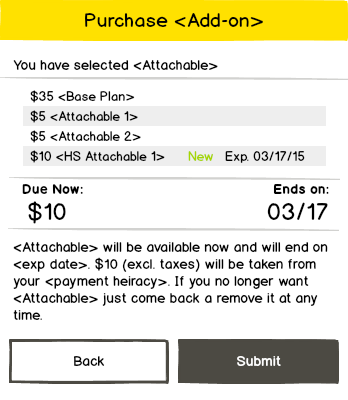 Purchase <Add-on>
You have selected <Attachable>
$35 <Base Plan>
$5 <Attachable 1>
$5 <Attachable 2>
$10 <HS Attachable 1> New Exp. 03/17/15
Due Now: Ends on:
$10 03/17
<Attachable> will be available now and will end on
<exp date>. $10 (excl. taxes) will be taken from
your <payment heiracy>. If you no longer want
<Attachable> just come back a remove it at any
time.
Back Submit